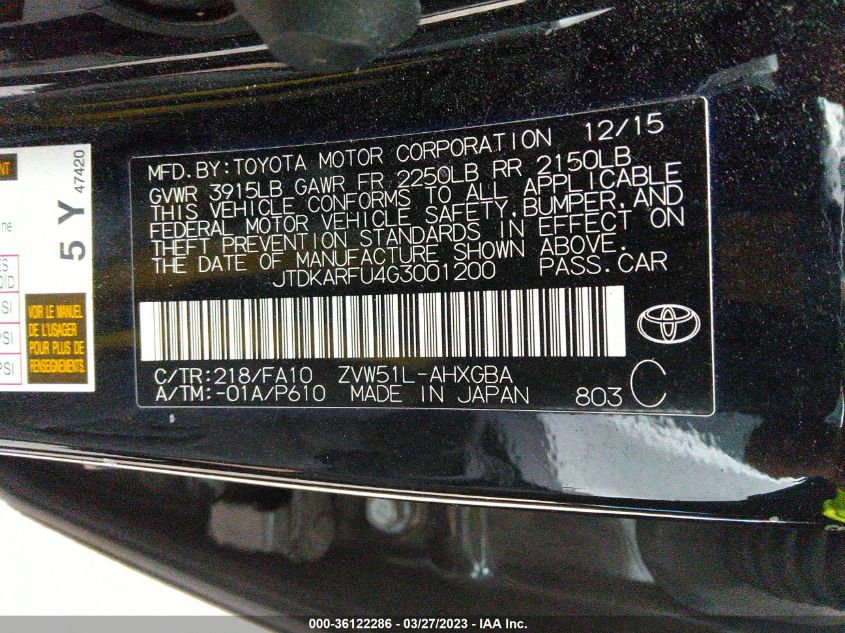 MFD.BY:TOYOTA MOTOR CORPORATION 12/15
GVWR 3915LB GAWR FR 2250LB RR 2150LB
THIS VEHICLE CONFORMS TO ALL APPLICABLE
FEDERAL MOTOR VEHICLE SAFETY,BUMPER,AND
THEFT PREVENTION STANDARDS IN EFFECT ON
THE DATE OF MANUFACTURE SHOWN ABOVE.
JTDKARFU4G3001200 PASS.CAR
C/TR:218/FA10 ZVW51L-AHXGBA
A/TM:-01A/P610 MADE IN JAPAN 803 C
5 Y 47420
VOIR LE MANUEL
DE L'USAGER
POUR PLUS DE
RENSEIGNEMENTS
000-36122286 - 03/27/2023 - IAA Inc.